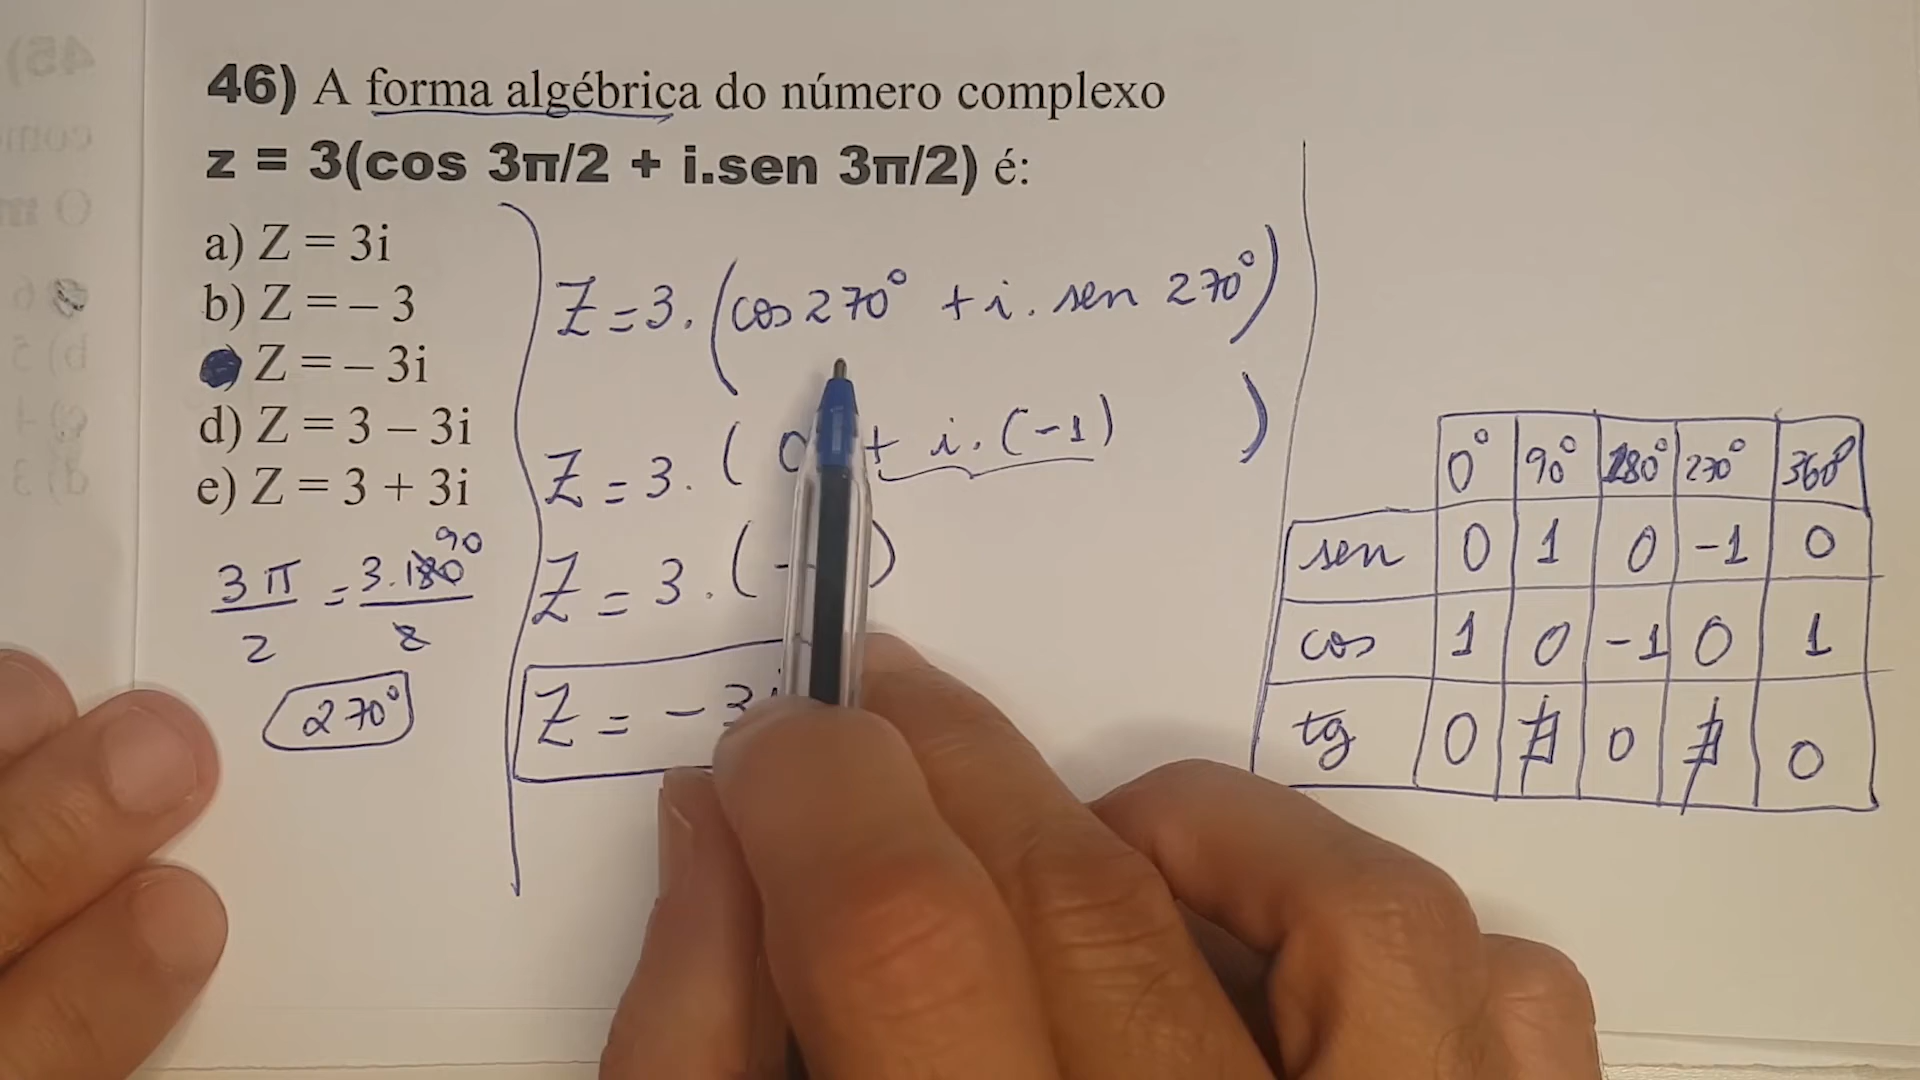 46) A forma algébrica do número complexo
z = 3(cos 3π/2 + i.sen 3π/2) é:
a) Z = 3i
b) Z = – 3
Z = – 3i
d) Z = 3 – 3i
e) Z = 3 + 3i
3π/2 = 3.180°/2
90
270°
Z = 3. (cos 270° + i. sen 270°)
Z = 3. ( 0 + i. (-1) )
Z = 3. (- )
Z = -3i
0° 90° 180° 270° 360°
sen 0 1 0 -1 0
cos 1 0 -1 0 1
tg 0 ∄ 0 ∄ 0